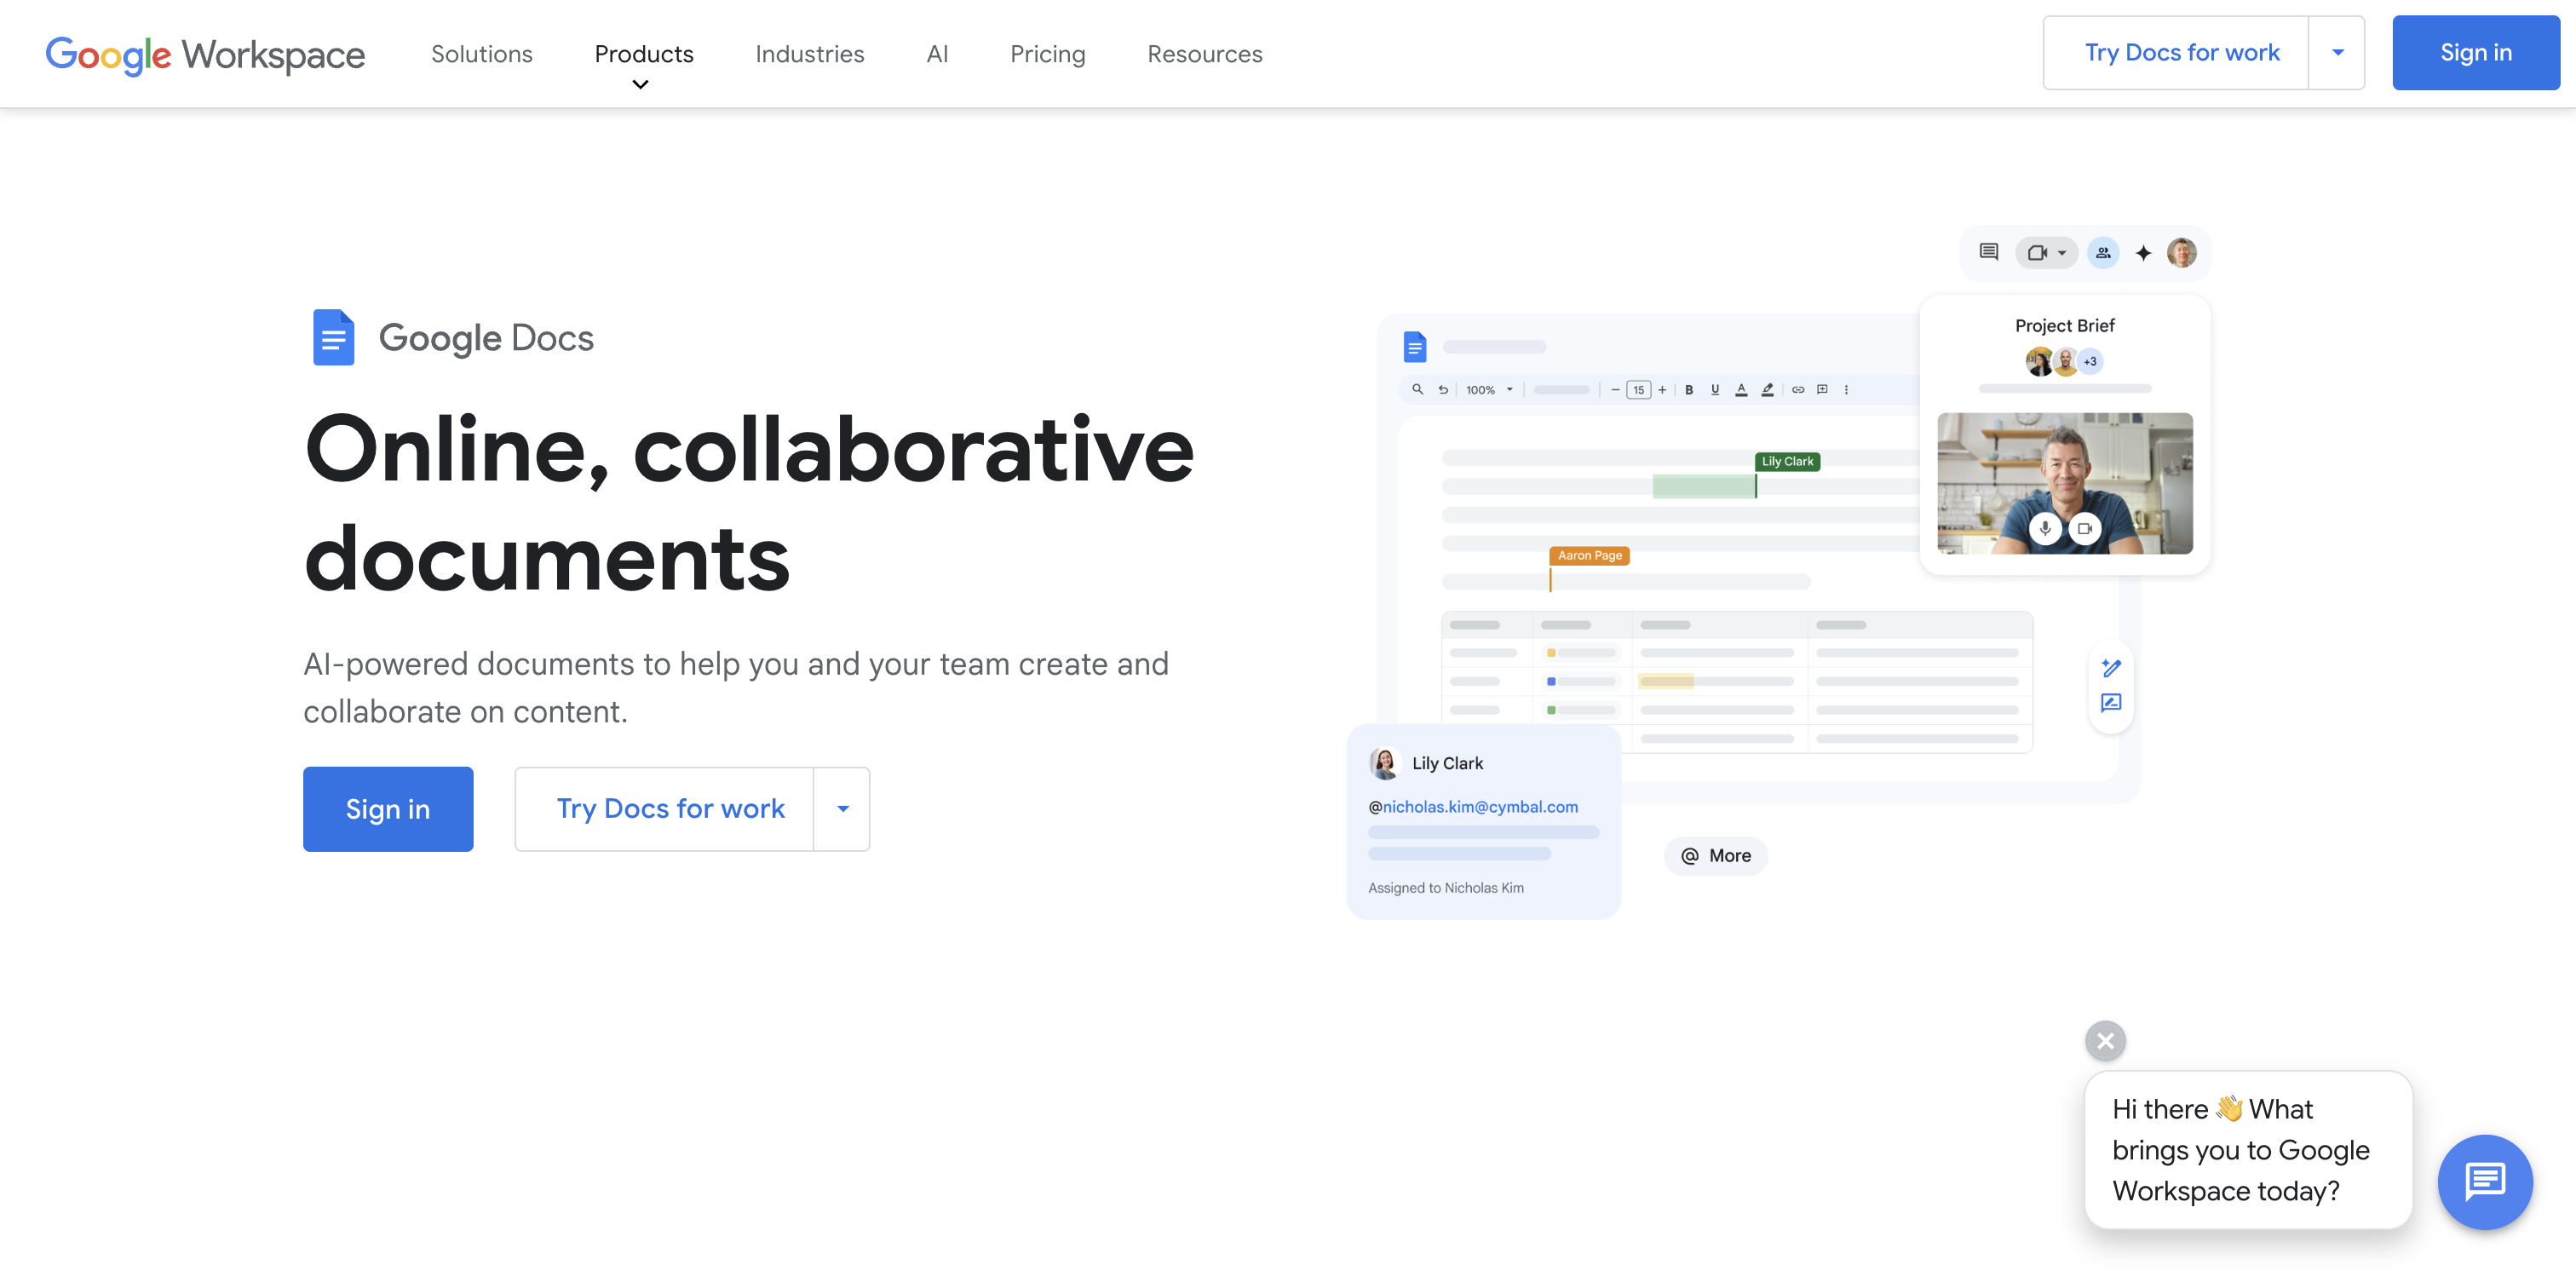 Google Workspace
Solutions
Products
Industries
AI
Pricing
Resources
Try Docs for work
Sign in
Google Docs
Online, collaborative
documents
AI-powered documents to help you and your team create and
collaborate on content.
Sign in
Try Docs for work
Project Brief
+3
100%
15
B
U
A
Lily Clark
Aaron Page
Lily Clark
@nicholas.kim@cymbal.com
Assigned to Nicholas Kim
@ More
Hi there 👋 What
brings you to Google
Workspace today?